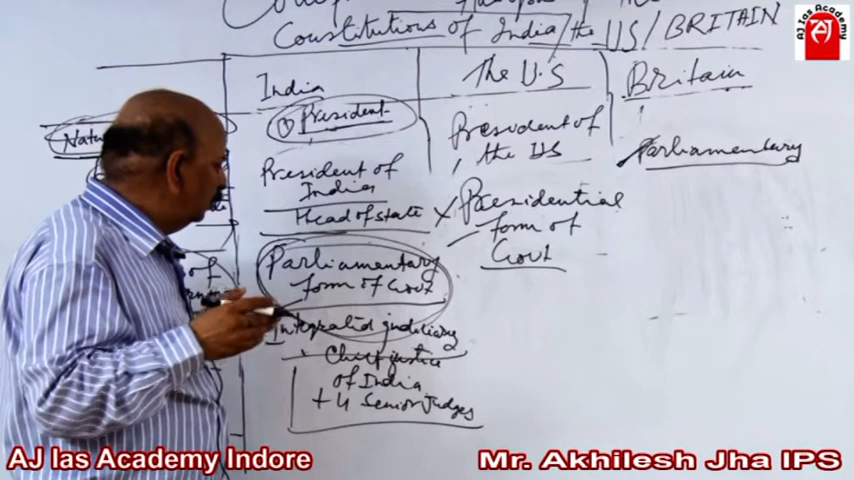 Constitutions of India/the US/BRITAIN
India
The U.S
Britain
① President
President of
the US
Parliamentary
President of
India
Head of state
X Presidential
form of
Govt
Parliamentary
form of Govt
Integrated judiciary
Chief justice
of India
+ 4 Senior Judges
AJ Ias Academy
AJ Ias Academy Indore
Mr. Akhilesh Jha IPS